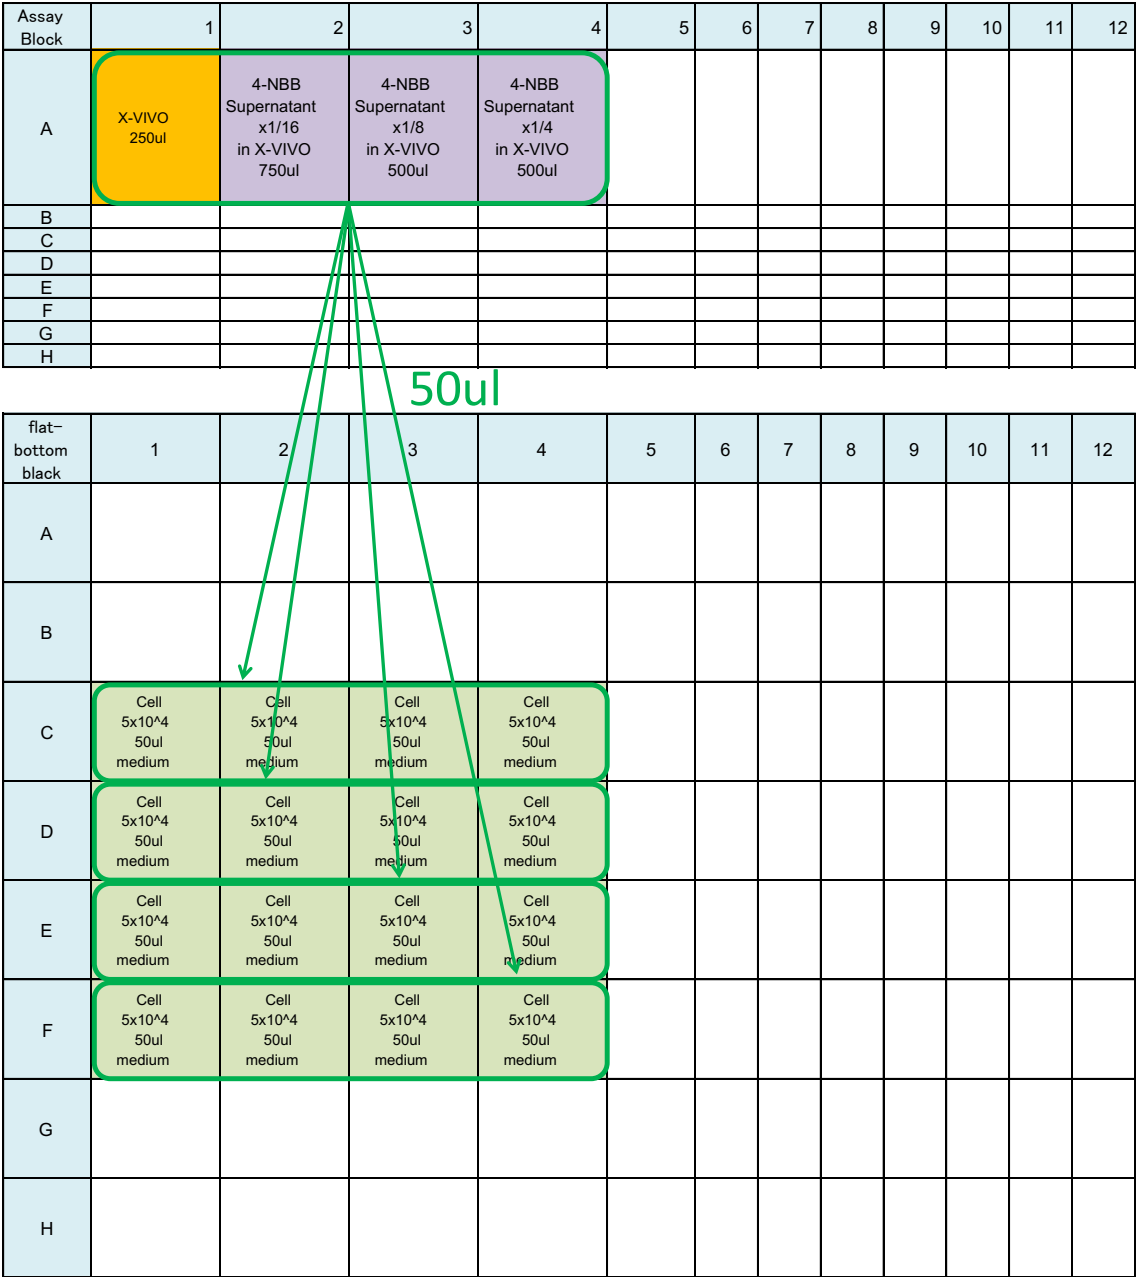 Assay
Block
1 2 3 4 5 6 7 8 9 10 11 12
A
X-VIVO
250ul
4-NBB
Supernatant
x1/16
in X-VIVO
750ul
4-NBB
Supernatant
x1/8
in X-VIVO
500ul
4-NBB
Supernatant
x1/4
in X-VIVO
500ul
B
C
D
E
F
G
H
50ul
flat-
bottom
black
1 2 3 4 5 6 7 8 9 10 11 12
A
B
C
Cell
5x10^4
50ul
medium
Cell
5x10^4
50ul
medium
Cell
5x10^4
50ul
medium
Cell
5x10^4
50ul
medium
D
Cell
5x10^4
50ul
medium
Cell
5x10^4
50ul
medium
Cell
5x10^4
50ul
medium
Cell
5x10^4
50ul
medium
E
Cell
5x10^4
50ul
medium
Cell
5x10^4
50ul
medium
Cell
5x10^4
50ul
medium
Cell
5x10^4
50ul
medium
F
Cell
5x10^4
50ul
medium
Cell
5x10^4
50ul
medium
Cell
5x10^4
50ul
medium
Cell
5x10^4
50ul
medium
G
H